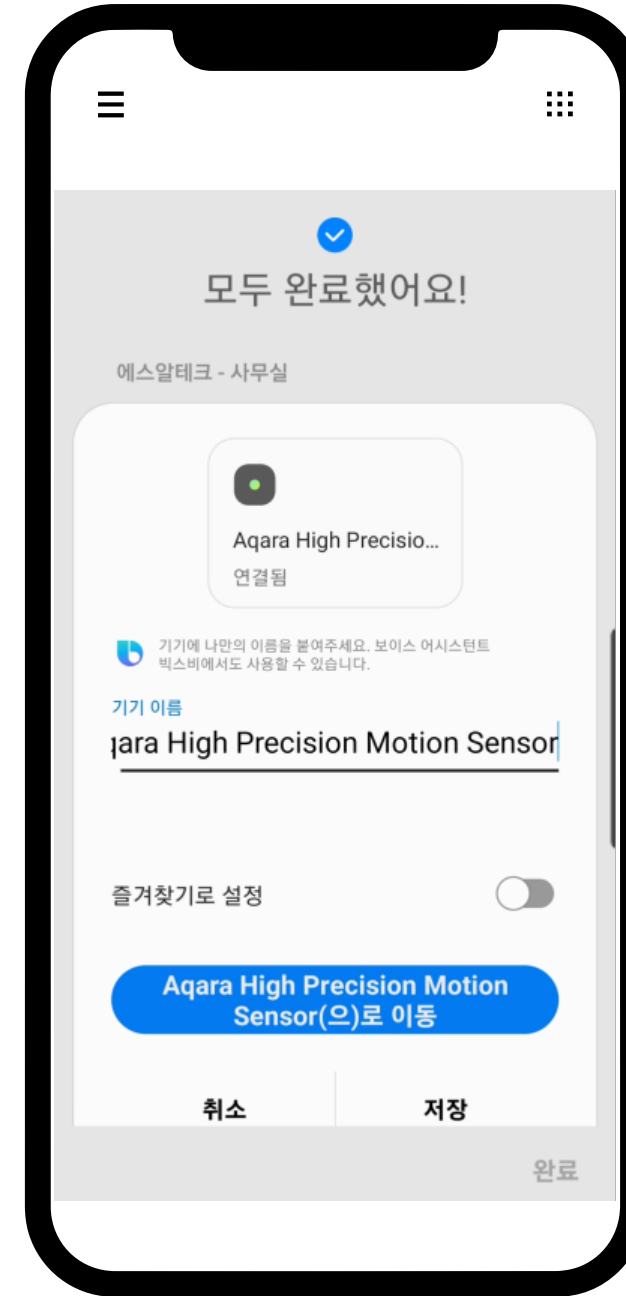 모두 완료했어요!
에스알테크 - 사무실
Aqara High Precisio...
연결됨
기기에 나만의 이름을 붙여주세요. 보이스 어시스턴트
빅스비에서도 사용할 수 있습니다.
기기 이름
qara High Precision Motion Sensor
즐겨찾기로 설정
Aqara High Precision Motion
Sensor(으)로 이동
취소 저장
완료